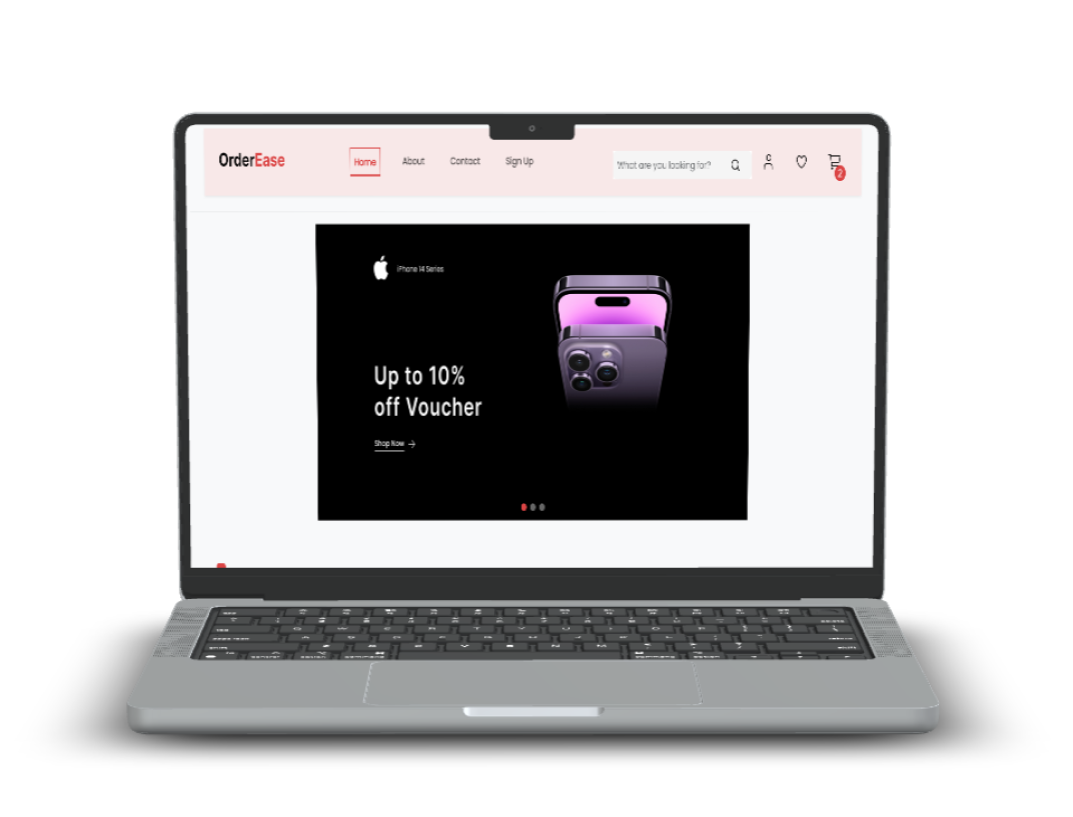 OrderEase
Home About Contact Sign Up
What are you looking for?
2
iPhone 14 Series
Up to 10%
off Voucher
Shop Now